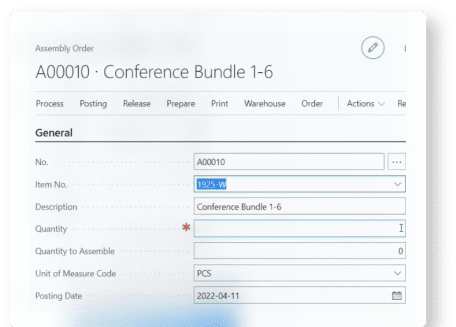 Assembly Order
A00010 · Conference Bundle 1-6
Process Posting Release Prepare Print Warehouse Order Actions Re
General
No. A00010
Item No. 1925-W
Description Conference Bundle 1-6
Quantity *
Quantity to Assemble 0
Unit of Measure Code PCS
Posting Date 2022-04-11